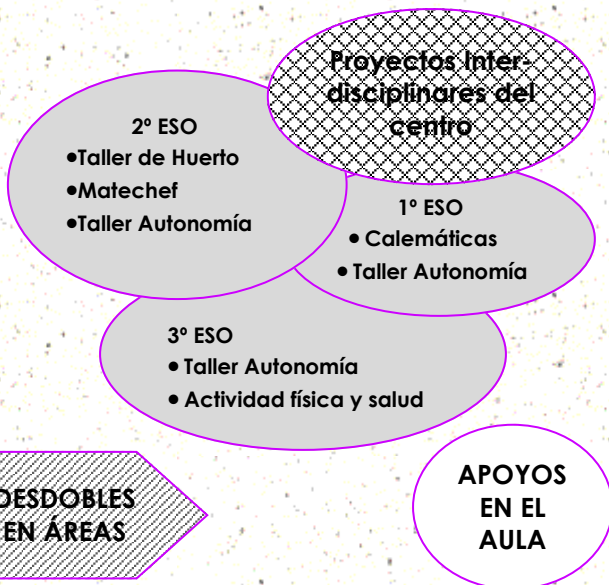 Proyectos Inter-
disciplinares del
centro
2º ESO
•Taller de Huerto
•Matechef
•Taller Autonomía
1º ESO
• Calemáticas
• Taller Autonomía
3º ESO
• Taller Autonomía
• Actividad física y salud
DESDOBLES
EN ÁREAS
APOYOS
EN EL
AULA